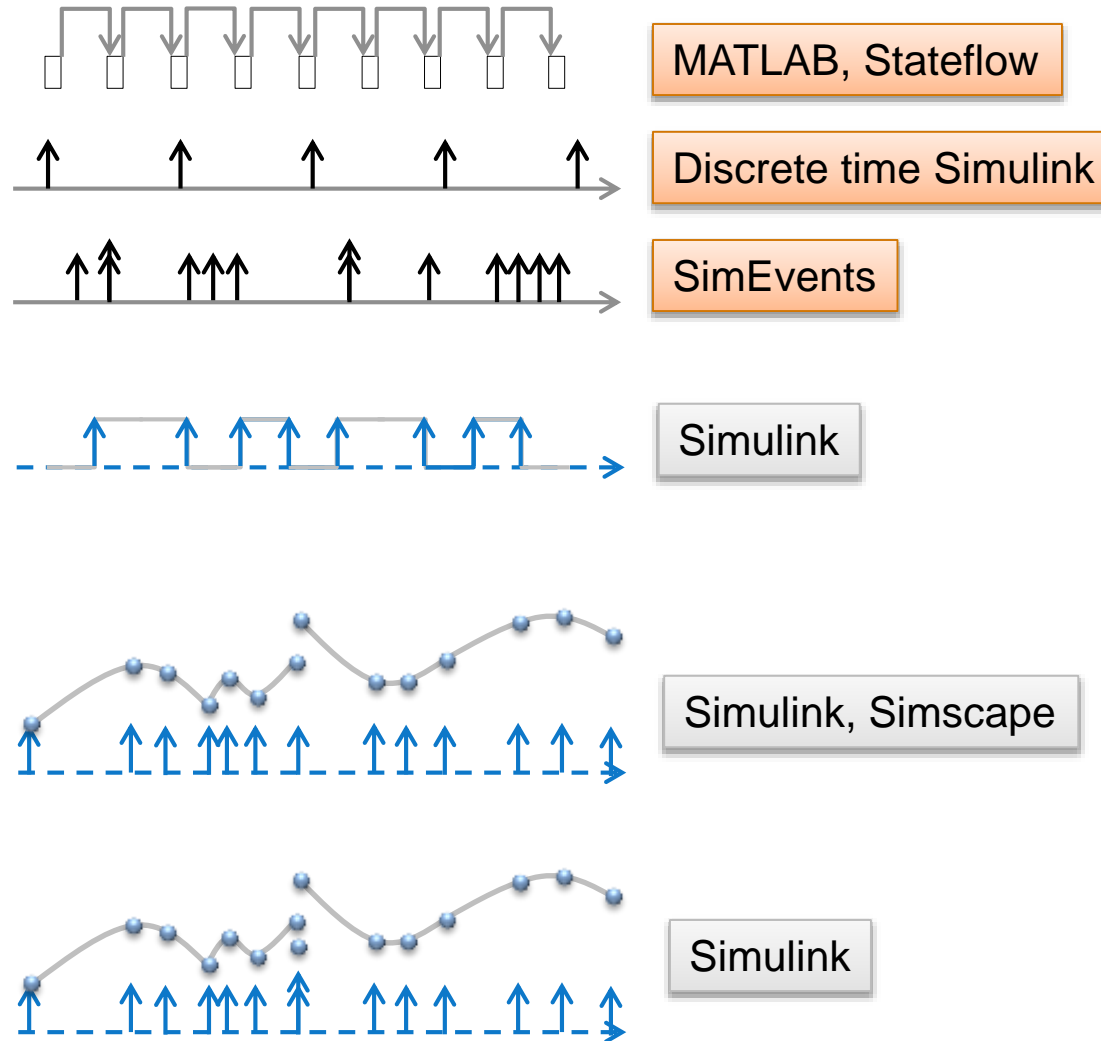 MATLAB, Stateflow
Discrete time Simulink
SimEvents
Simulink
Simulink, Simscape
Simulink